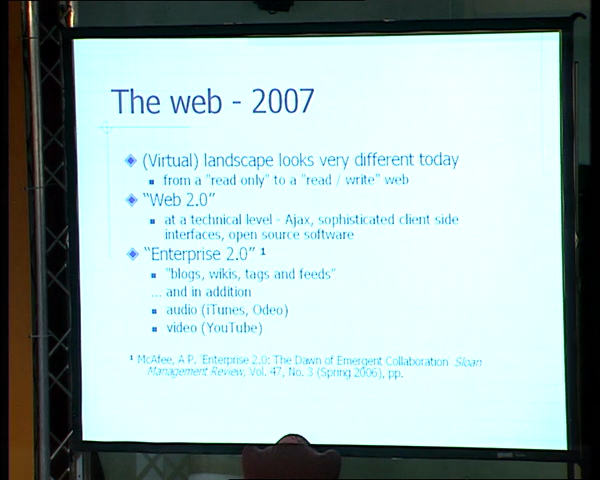 The web - 2007
(Virtual) landscape looks very different today
from a "read only" to a "read / write" web
"Web 2.0"
at a technical level - Ajax, sophisticated client side
interfaces, open source software
"Enterprise 2.0" ¹
"blogs, wikis, tags and feeds"
... and in addition
audio (iTunes, Odeo)
video (YouTube)
¹ McAfee, A.P. 'Enterprise 2.0: The Dawn of Emergent Collaboration' Sloan
Management Review, Vol. 47, No. 3 (Spring 2006), pp.